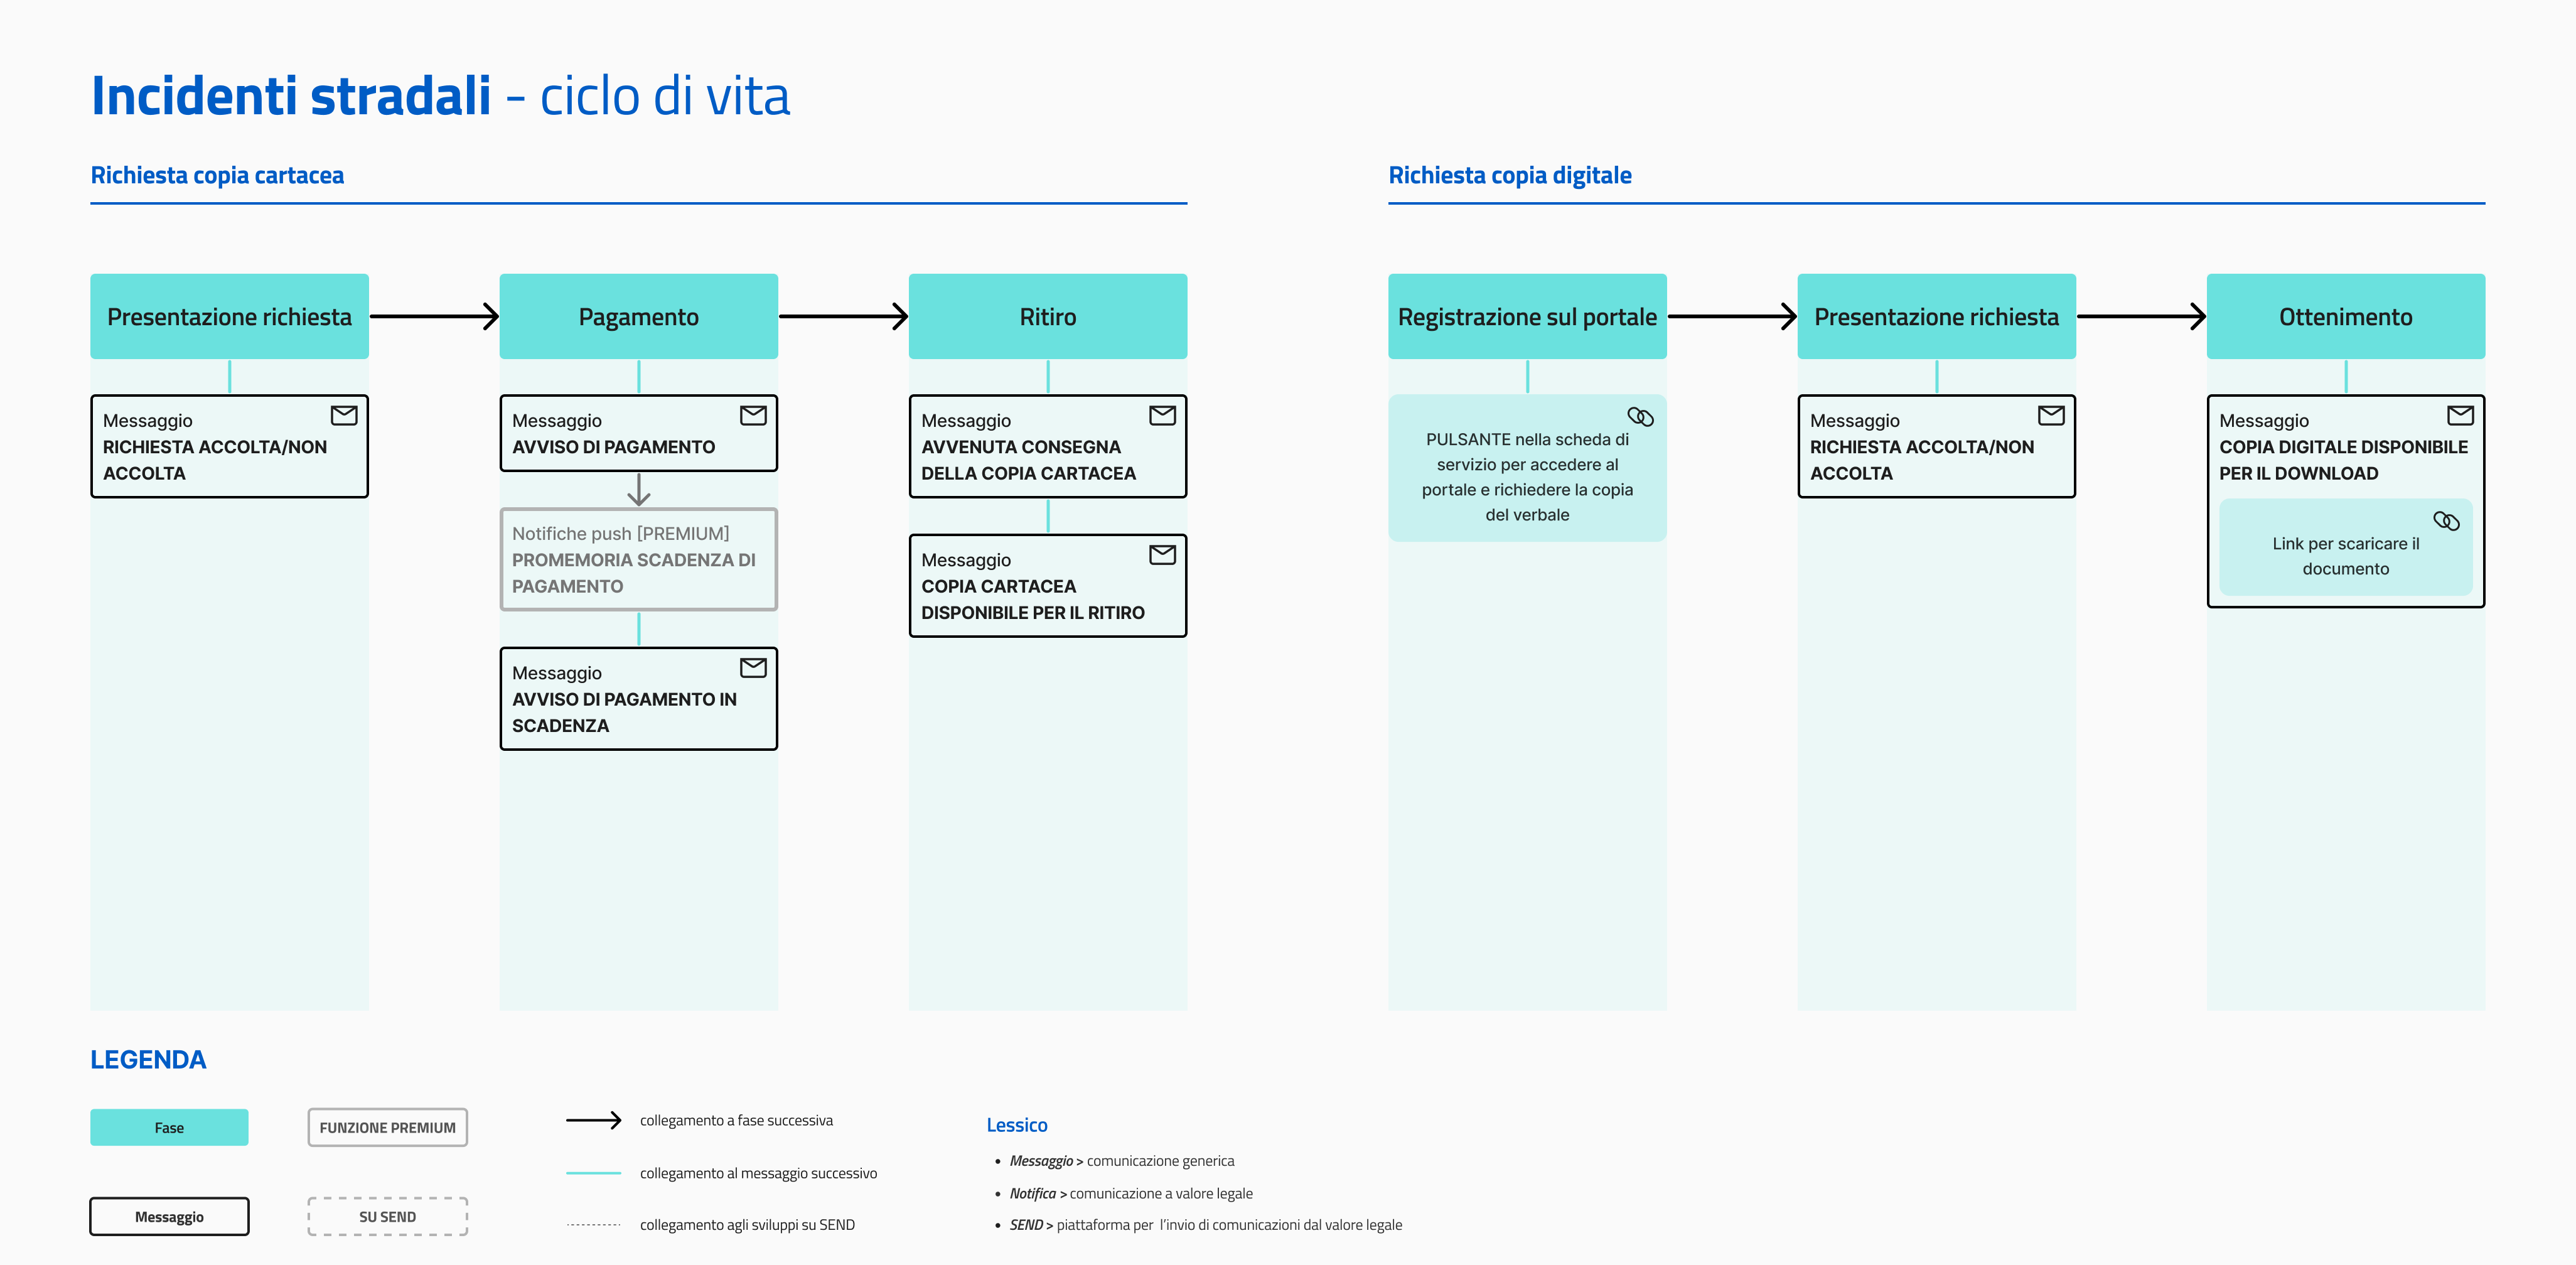 Incidenti stradali - ciclo di vita
Richiesta copia cartacea
Presentazione richiesta
Messaggio
RICHIESTA ACCOLTA/NON
ACCOLTA
Pagamento
Messaggio
AVVISO DI PAGAMENTO
Notifiche push [PREMIUM]
PROMEMORIA SCADENZA DI
PAGAMENTO
Messaggio
AVVISO DI PAGAMENTO IN
SCADENZA
Ritiro
Messaggio
AVVENUTA CONSEGNA
DELLA COPIA CARTACEA
Messaggio
COPIA CARTACEA
DISPONIBILE PER IL RITIRO
Richiesta copia digitale
Registrazione sul portale
PULSANTE nella scheda di
servizio per accedere al
portale e richiedere la copia
del verbale
Presentazione richiesta
Messaggio
RICHIESTA ACCOLTA/NON
ACCOLTA
Ottenimento
Messaggio
COPIA DIGITALE DISPONIBILE
PER IL DOWNLOAD
Link per scaricare il
documento
LEGENDA
Fase
FUNZIONE PREMIUM
Messaggio
SU SEND
collegamento a fase successiva
collegamento al messaggio successivo
collegamento agli sviluppi su SEND
Lessico
• Messaggio > comunicazione generica
• Notifica > comunicazione a valore legale
• SEND > piattaforma per l'invio di comunicazioni dal valore legale